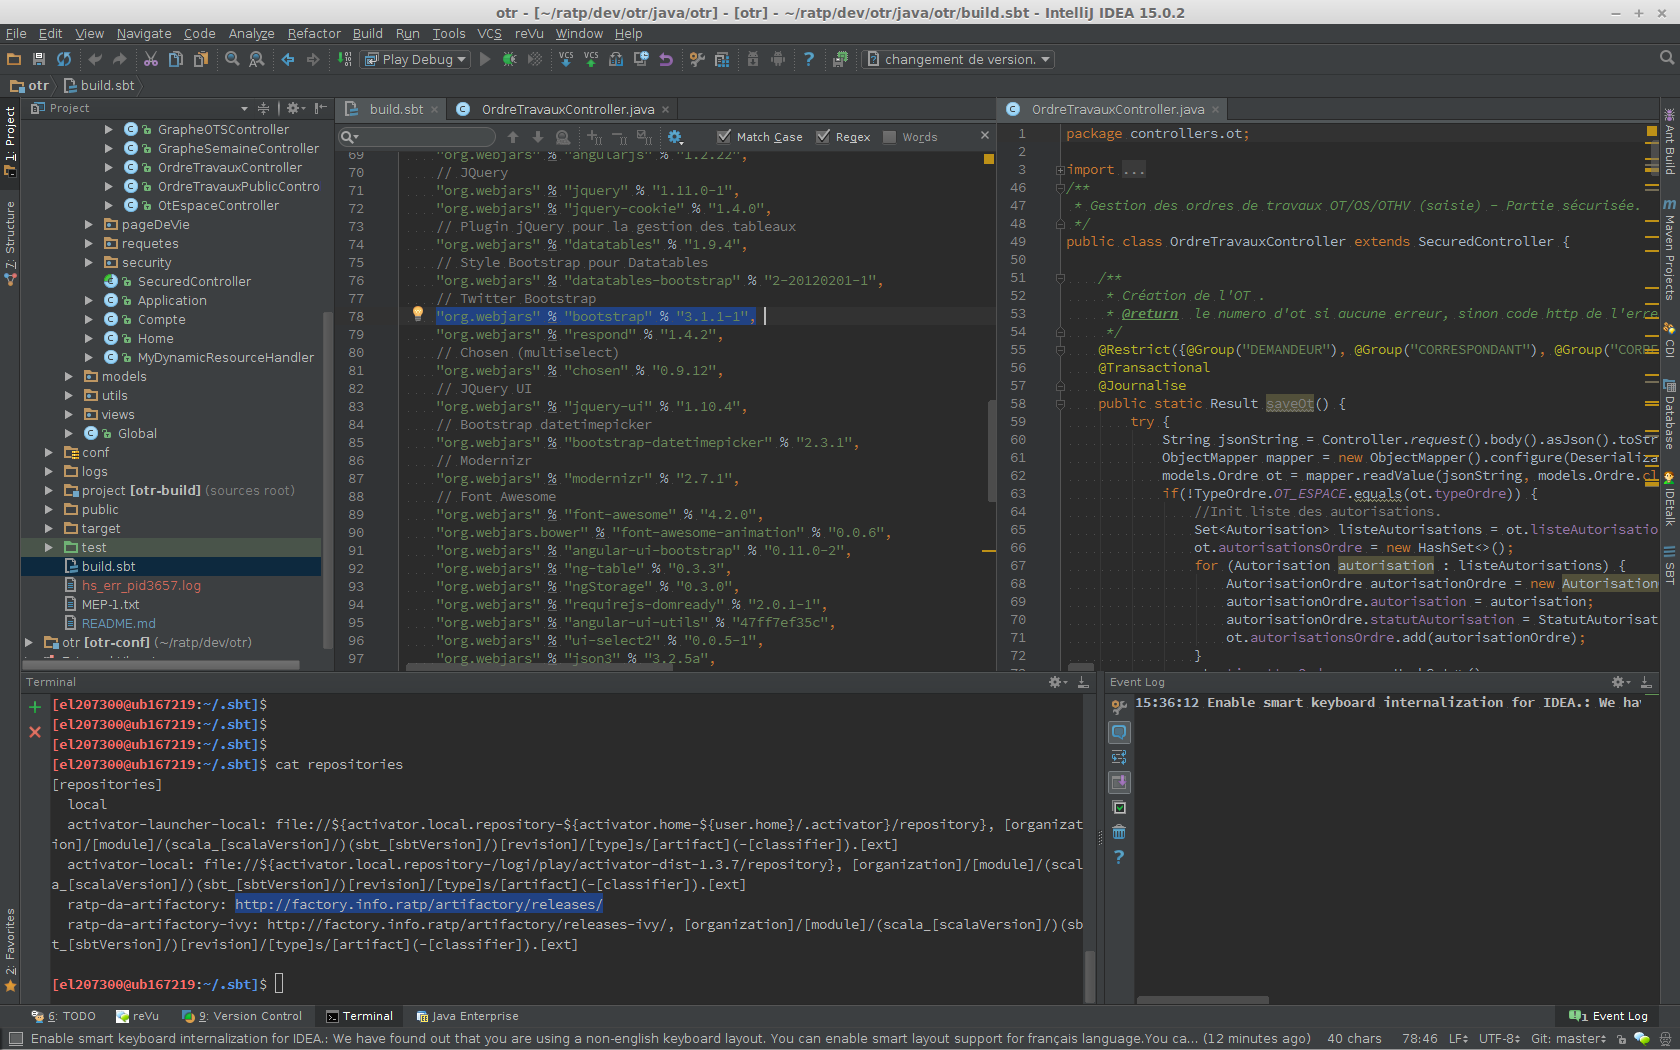 otr - [~/ratp/dev/otr/java/otr] - [otr] - ~/ratp/dev/otr/java/otr/build.sbt - IntelliJ IDEA 15.0.2
File Edit View Navigate Code Analyze Refactor Build Run Tools VCS reVu Window Help
Play Debug
changement de version.
otr build.sbt
Project
1: Project
7: Structure
2: Favorites
GrapheOTSController
GrapheSemaineController
OrdreTravauxController
OrdreTravauxPublicContro
OtEspaceController
pageDeVie
requetes
security
SecuredController
Application
Compte
Home
MyDynamicResourceHandler
models
utils
views
Global
conf
logs
project [otr-build] (sources root)
public
target
test
build.sbt
hs_err_pid3657.log
MEP-1.txt
README.md
otr [otr-conf] (~/ratp/dev/otr)
build.sbt OrdreTravauxController.java
Match Case Regex Words
69 "org.webjars" % "angularjs" % "1.2.22",
70 // JQuery
71 "org.webjars" % "jquery" % "1.11.0-1",
72 "org.webjars" % "jquery-cookie" % "1.4.0",
73 // Plugin jQuery pour la gestion des tableaux
74 "org.webjars" % "datatables" % "1.9.4",
75 // Style Bootstrap pour Datatables
76 "org.webjars" % "datatables-bootstrap" % "2-20120201-1",
77 // Twitter Bootstrap
78 "org.webjars" % "bootstrap" % "3.1.1-1",
79 "org.webjars" % "respond" % "1.4.2",
80 // Chosen (multiselect)
81 "org.webjars" % "chosen" % "0.9.12",
82 // JQuery UI
83 "org.webjars" % "jquery-ui" % "1.10.4",
84 // Bootstrap datetimepicker
85 "org.webjars" % "bootstrap-datetimepicker" % "2.3.1",
86 // Modernizr
87 "org.webjars" % "modernizr" % "2.7.1",
88 // Font Awesome
89 "org.webjars" % "font-awesome" % "4.2.0",
90 "org.webjars.bower" % "font-awesome-animation" % "0.0.6",
91 "org.webjars" % "angular-ui-bootstrap" % "0.11.0-2",
92 "org.webjars" % "ng-table" % "0.3.3",
93 "org.webjars" % "ngStorage" % "0.3.0",
94 "org.webjars" % "requirejs-domready" % "2.0.1-1",
95 "org.webjars" % "angular-ui-utils" % "47ff7ef35c",
96 "org.webjars" % "ui-select2" % "0.0.5-1",
97 "org.webjars" % "json3" % "3.2.5a",
OrdreTravauxController.java
1 package controllers.ot;
2
3 import ...
46 /**
47 * Gestion des ordres de travaux OT/OS/OTHV (saisie) - Partie sécurisée.
48 */
49 public class OrdreTravauxController extends SecuredController {
50
51 /**
52 * Création de l'OT .
53 * @return le numero d'ot si aucune erreur, sinon code http de l'erre
54 */
55 @Restrict({@Group("DEMANDEUR"), @Group("CORRESPONDANT"), @Group("CORRE
56 @Transactional
57 @Journalise
58 public static Result saveOt() {
59 try {
60 String jsonString = Controller.request().body().asJson().toStr
61 ObjectMapper mapper = new ObjectMapper().configure(Deserializa
62 models.Ordre ot = mapper.readValue(jsonString, models.Ordre.cl
63 if(!TypeOrdre.OT_ESPACE.equals(ot.typeOrdre)) {
64 //Init liste des autorisations.
65 Set<Autorisation> listeAutorisations = ot.listeAutorisatio
66 ot.autorisationsOrdre = new HashSet<>();
67 for (Autorisation autorisation : listeAutorisations) {
68 AutorisationOrdre autorisationOrdre = new Autorisation
69 autorisationOrdre.autorisation = autorisation;
70 autorisationOrdre.statutAutorisation = StatutAutorisat
71 ot.autorisationsOrdre.add(autorisationOrdre);
72 }
Ant Build
Maven Projects
CDI
Database
IDEtalk
SBT
Terminal
[el207300@ub167219:~/.sbt]$
[el207300@ub167219:~/.sbt]$
[el207300@ub167219:~/.sbt]$
[el207300@ub167219:~/.sbt]$ cat repositories
[repositories]
local
activator-launcher-local: file://${activator.local.repository-${activator.home-${user.home}/.activator}/repository}, [organizat
ion]/[module]/(scala_[scalaVersion]/)(sbt_[sbtVersion]/)[revision]/[type]s/[artifact](-[classifier]).[ext]
activator-local: file://${activator.local.repository-/logi/play/activator-dist-1.3.7/repository}, [organization]/[module]/(scal
a_[scalaVersion]/)(sbt_[sbtVersion]/)[revision]/[type]s/[artifact](-[classifier]).[ext]
ratp-da-artifactory: http://factory.info.ratp/artifactory/releases/
ratp-da-artifactory-ivy: http://factory.info.ratp/artifactory/releases-ivy/, [organization]/[module]/(scala_[scalaVersion]/)(sb
t_[sbtVersion]/)[revision]/[type]s/[artifact](-[classifier]).[ext]
[el207300@ub167219:~/.sbt]$
Event Log
15:36:12 Enable smart keyboard internalization for IDEA.: We hav
6: TODO reVu 9: Version Control Terminal Java Enterprise 1 Event Log
Enable smart keyboard internalization for IDEA.: We have found out that you are using a non-english keyboard layout. You can enable smart layout support for français language.You ca... (12 minutes ago) 40 chars 78:46 LF÷ UTF-8÷ Git: master÷